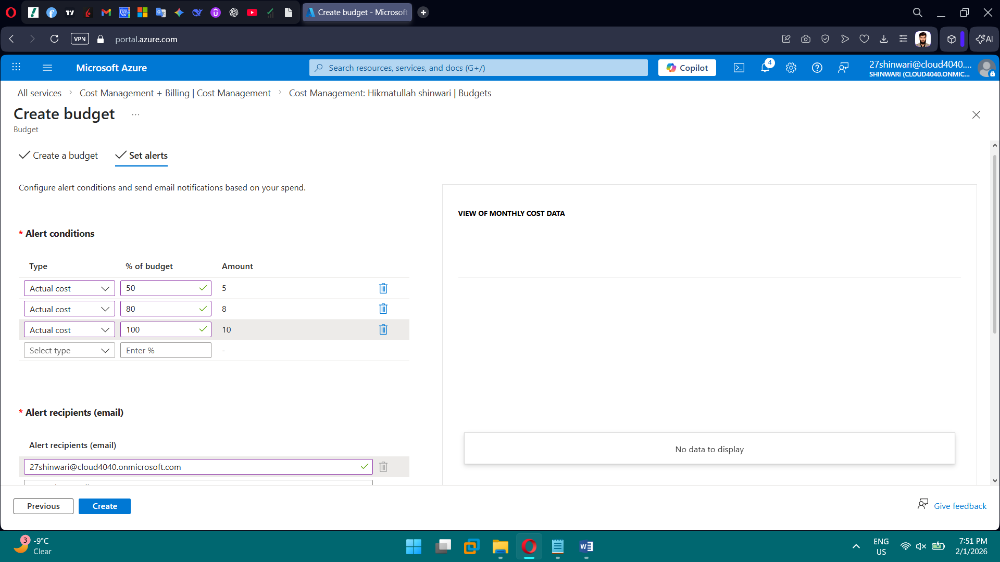 Create budget - Microsoft
VPN
portal.azure.com
AI
Microsoft Azure
Search resources, services, and docs (G+/)
Copilot
4
27shinwari@cloud4040....
SHINWARI (CLOUD4040.ONMIC...
All services > Cost Management + Billing | Cost Management > Cost Management: Hikmatullah shinwari | Budgets
Create budget ...
Budget
Create a budget
Set alerts
Configure alert conditions and send email notifications based on your spend.
VIEW OF MONTHLY COST DATA
* Alert conditions
Type % of budget Amount
Actual cost 50 5
Actual cost 80 8
Actual cost 100 10
Select type Enter % -
* Alert recipients (email)
Alert recipients (email)
27shinwari@cloud4040.onmicrosoft.com
No data to display
Previous
Create
Give feedback
3
-9°C
Clear
ENG
US
7:51 PM
2/1/2026